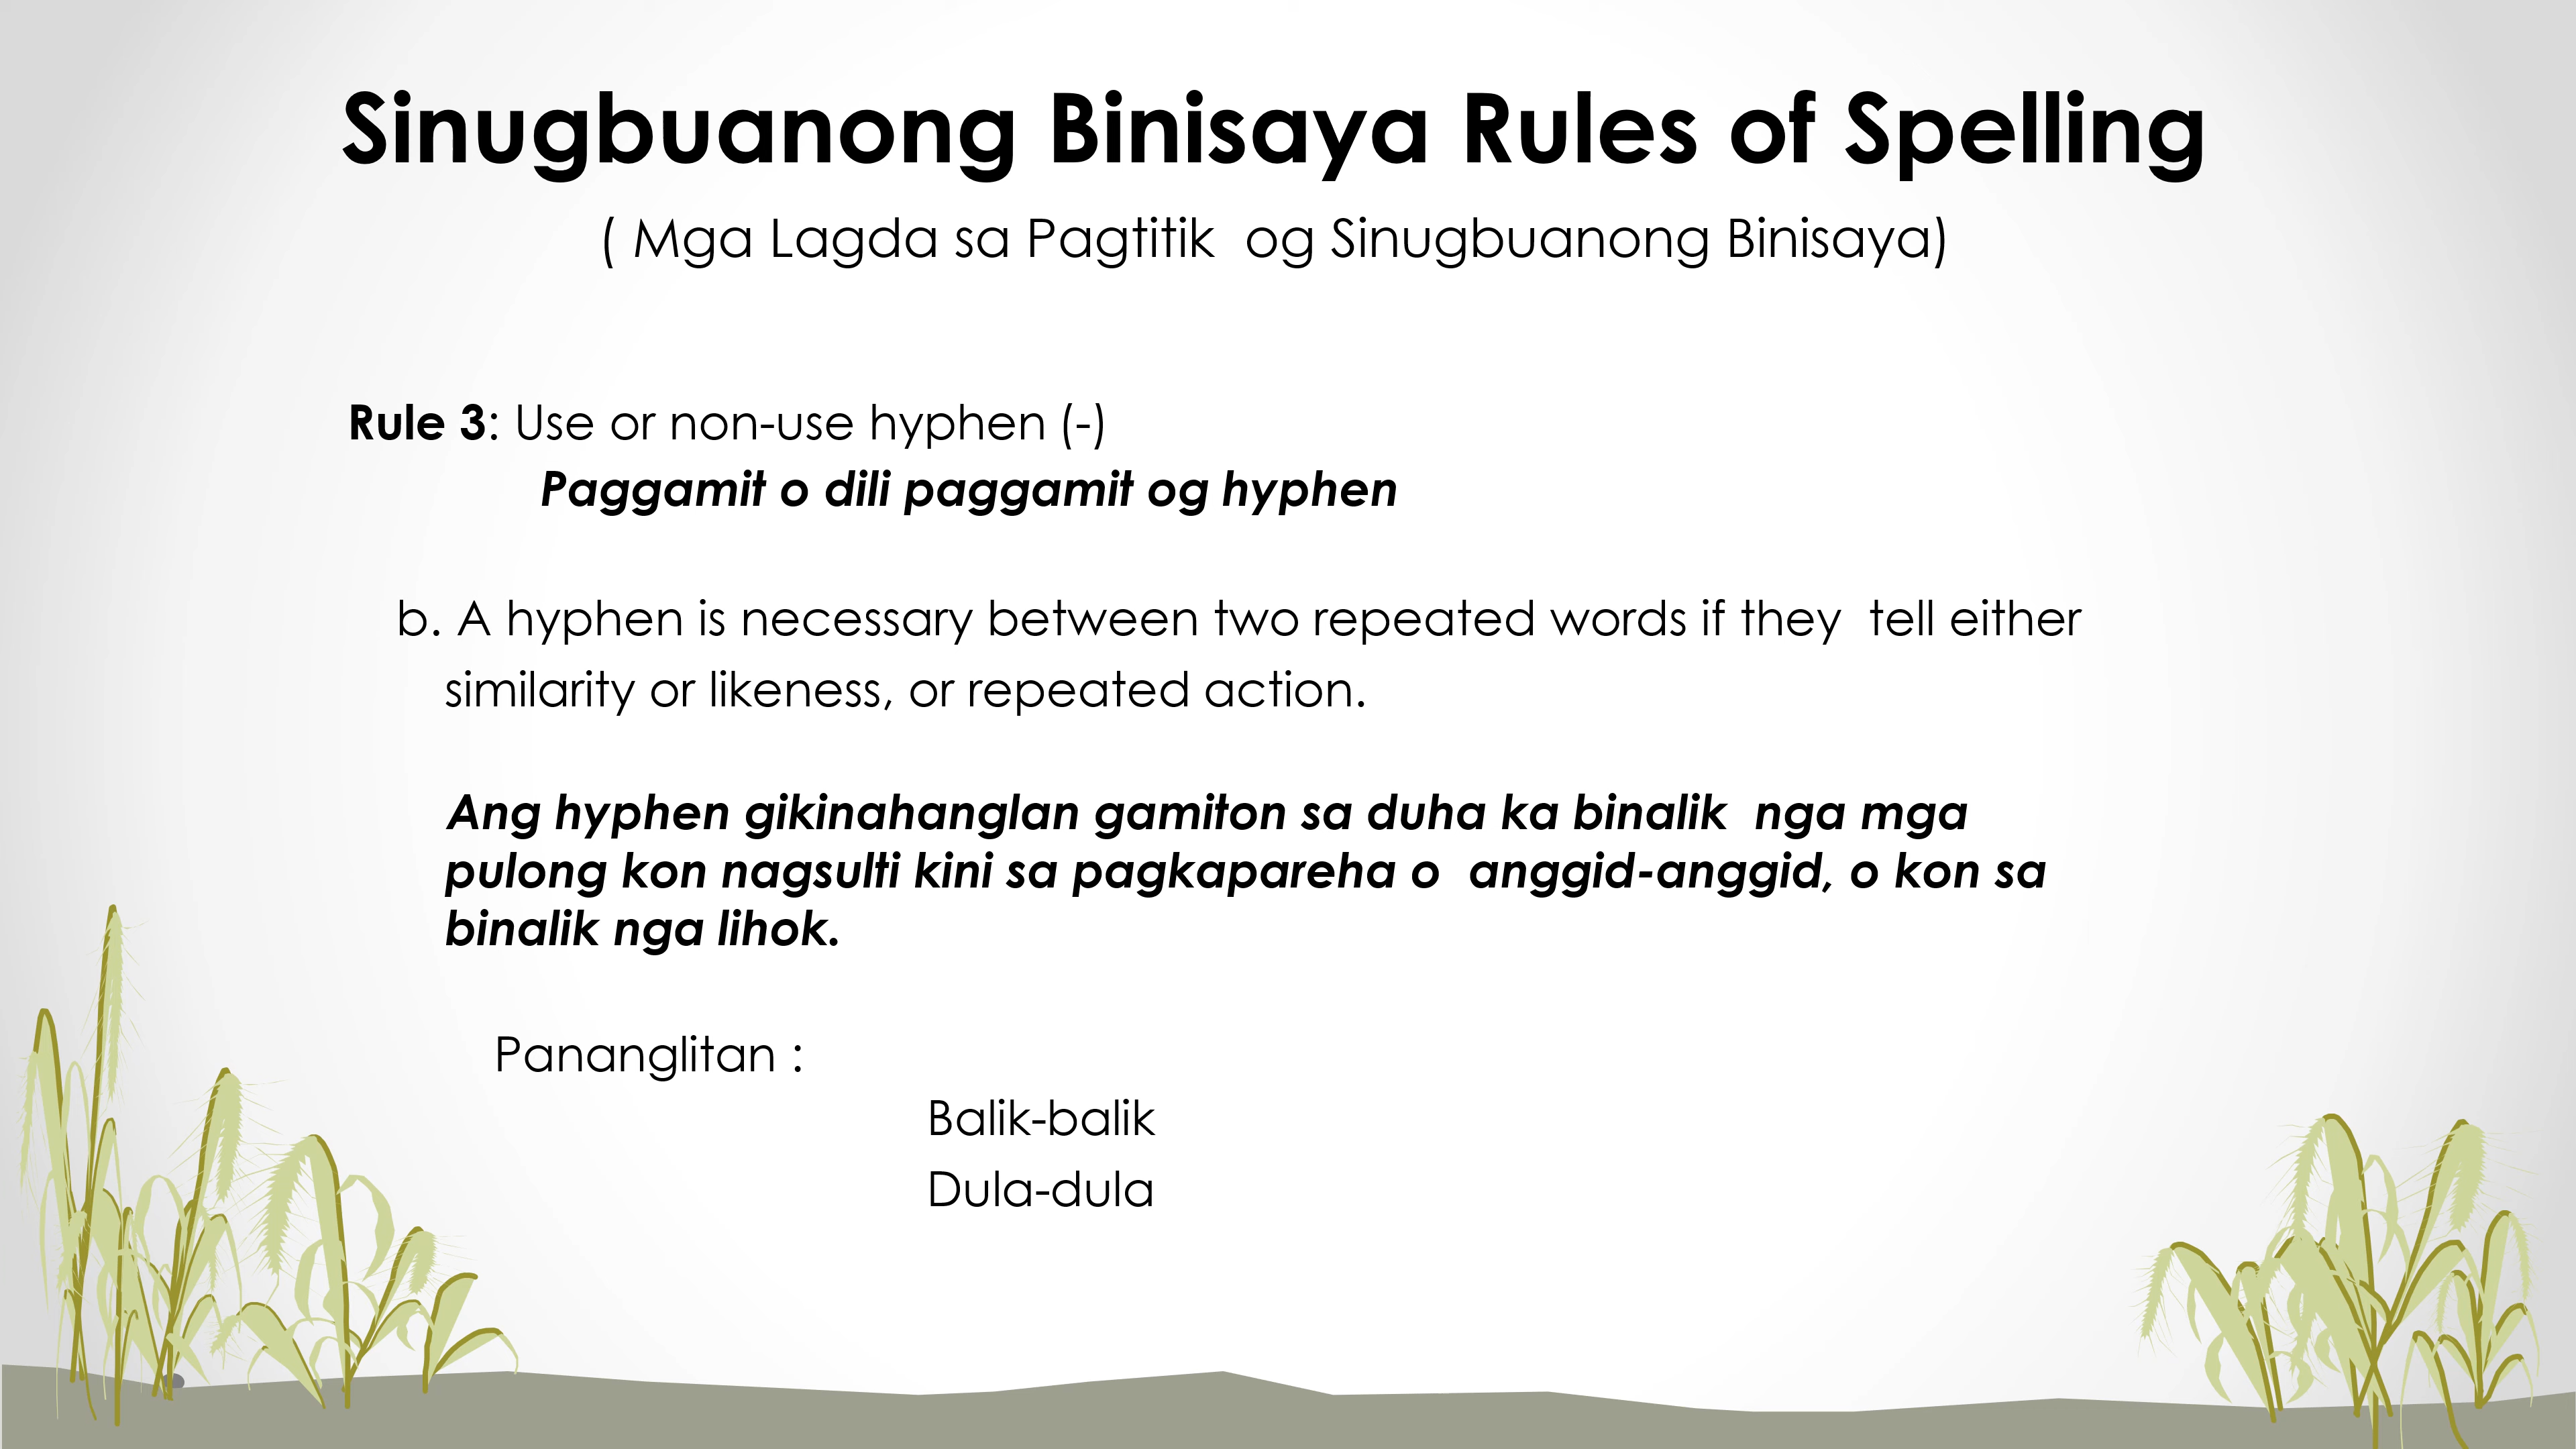 Sinugbuanong Binisaya Rules of Spelling
( Mga Lagda sa Pagtitik og Sinugbuanong Binisaya)
Rule 3: Use or non-use hyphen (-)
Paggamit o dili paggamit og hyphen
b. A hyphen is necessary between two repeated words if they tell either
similarity or likeness, or repeated action.
Ang hyphen gikinahanglan gamiton sa duha ka binalik nga mga
pulong kon nagsulti kini sa pagkapareha o anggid-anggid, o kon sa
binalik nga lihok.
Pananglitan :
Balik-balik
Dula-dula